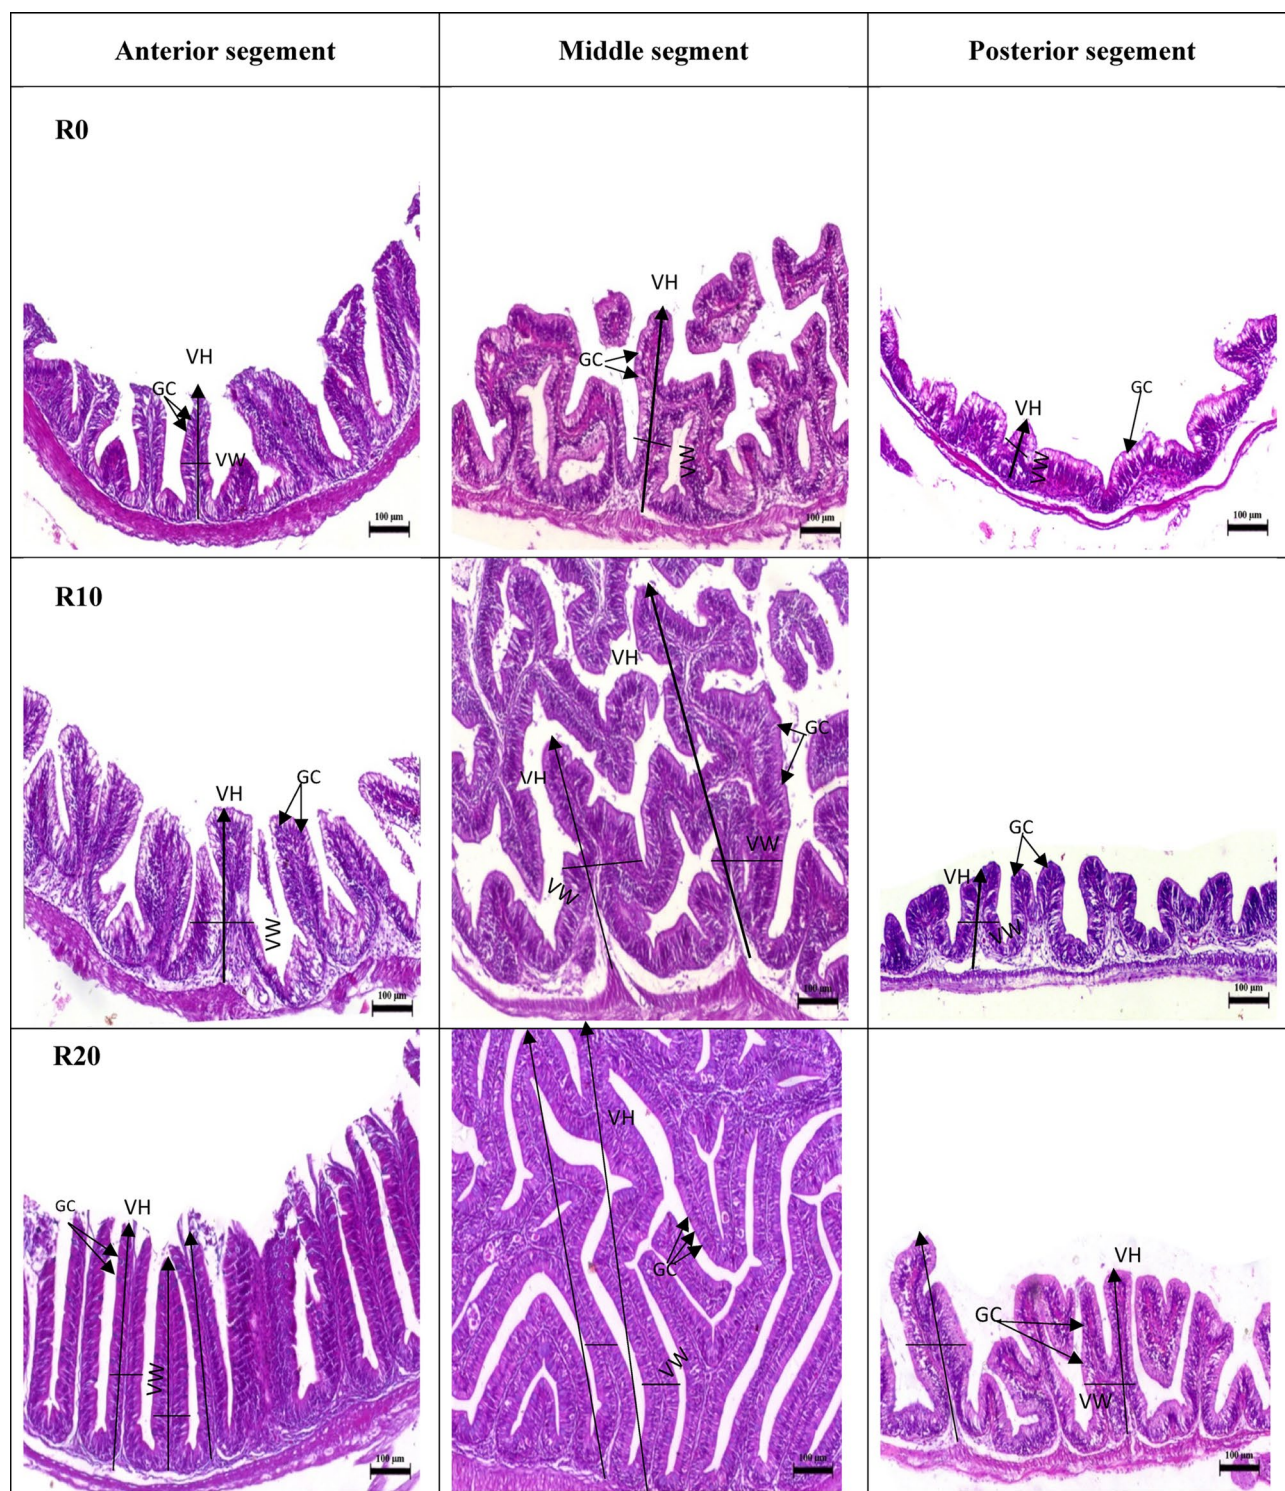 Anterior segement
Middle segment
Posterior segement
R0
VH
GC
VW
100 µm
VH
GC
VW
100 µm
VH
GC
VW
100 µm
R10
VH
GC
VW
100 µm
VH
VH
GC
VW
VW
100 µm
GC
VH
VW
100 µm
R20
GC
VH
VW
100 µm
VH
GC
VW
100 µm
VH
GC
VW
100 µm